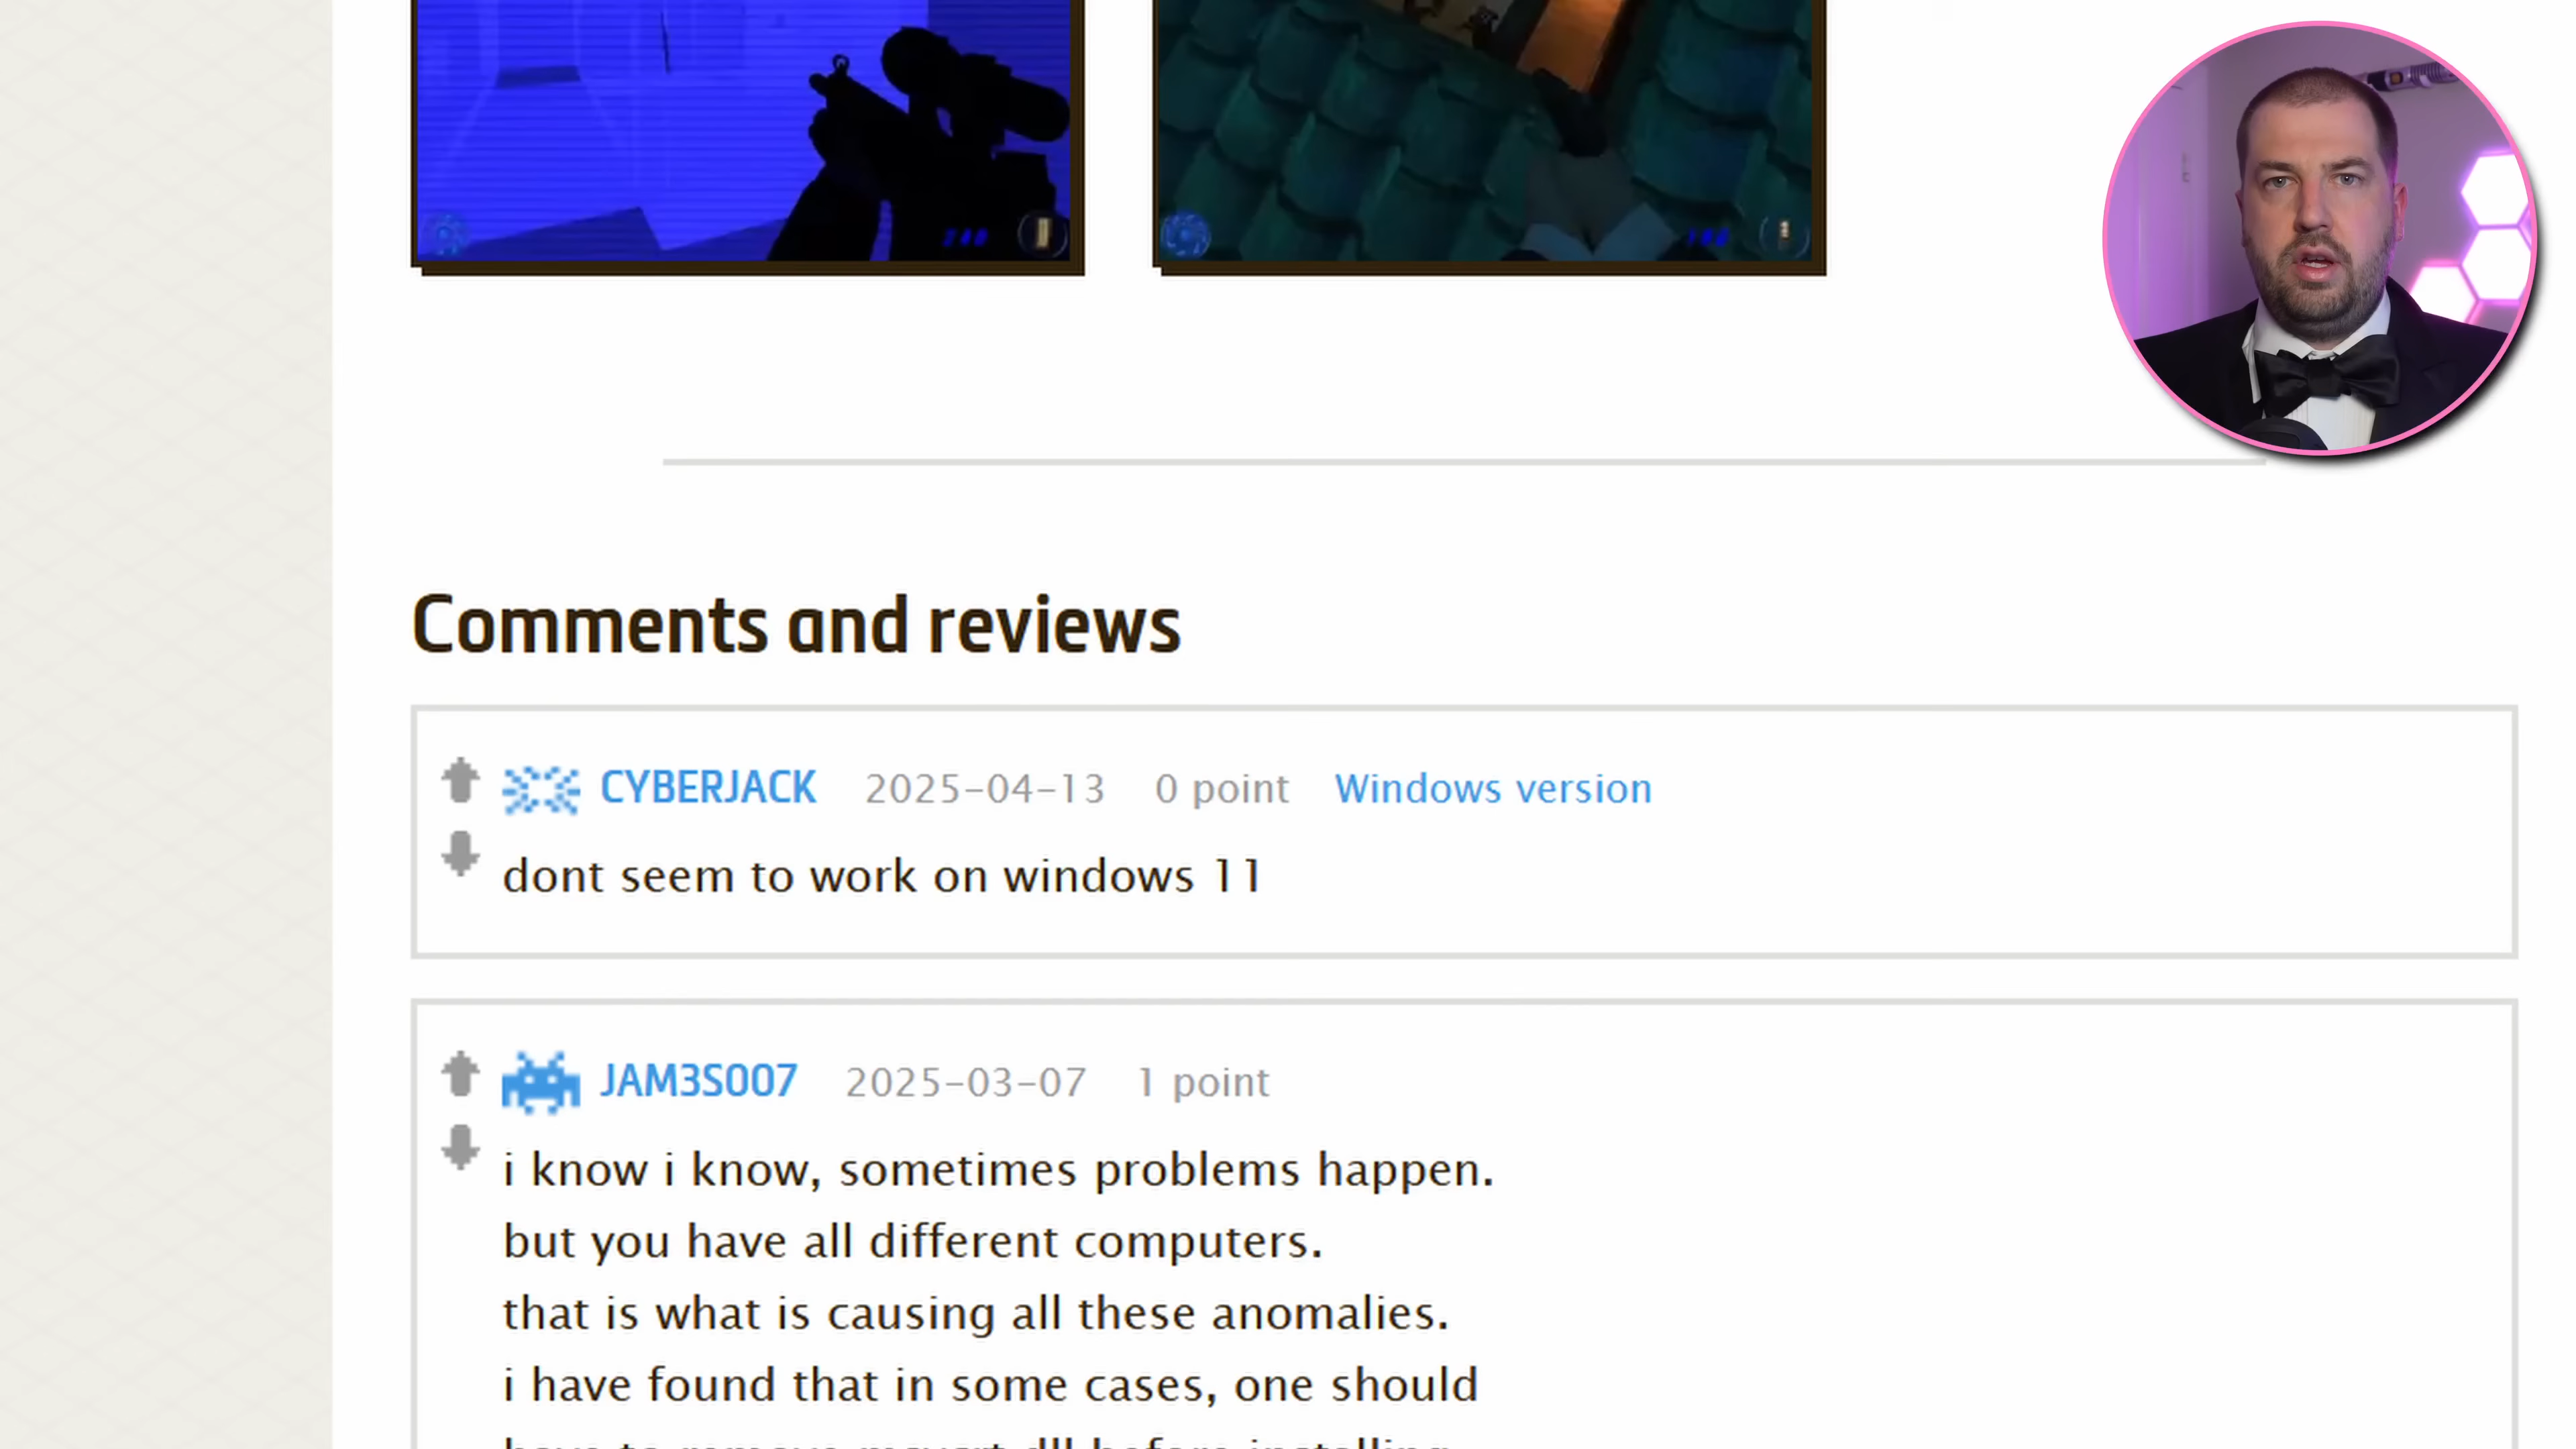 Comments and reviews
CYBERJACK 2025-04-13 0 point Windows version
dont seem to work on windows 11
JAM3S007 2025-03-07 1 point
i know i know, sometimes problems happen.
but you have all different computers.
that is what is causing all these anomalies.
i have found that in some cases, one should